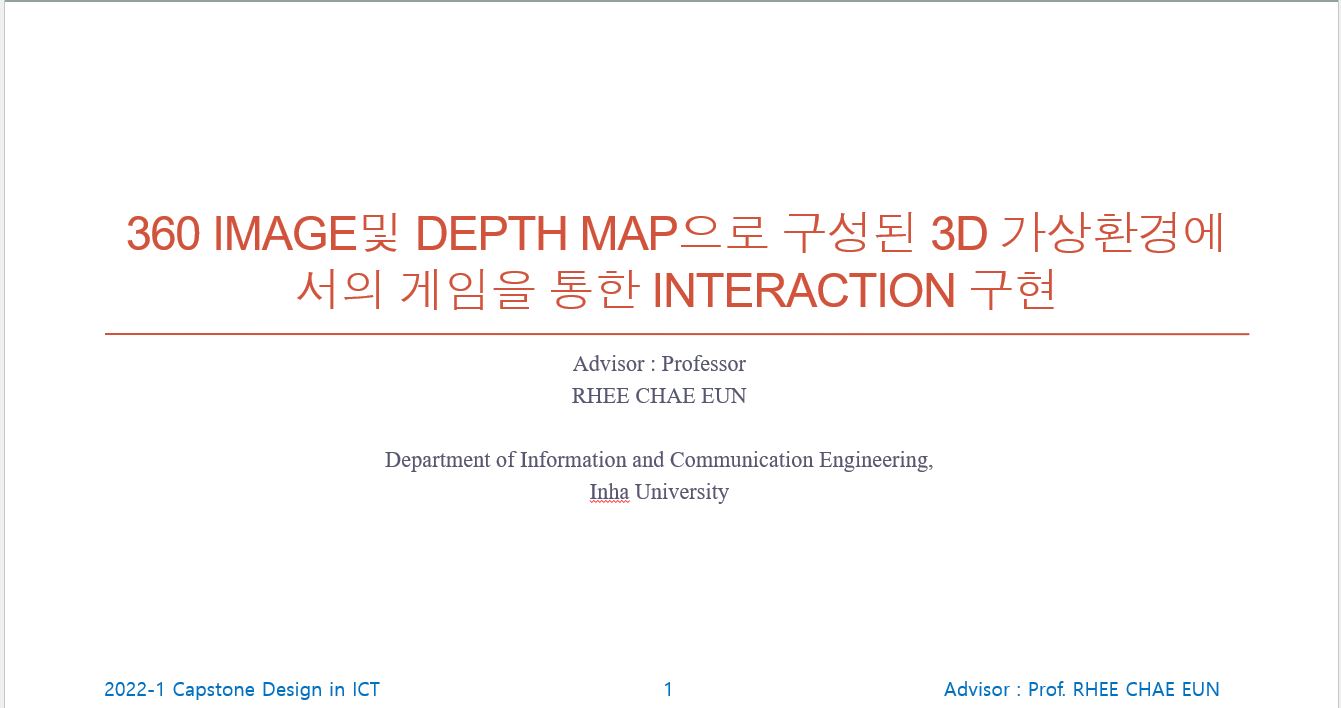 360 IMAGE및 DEPTH MAP으로 구성된 3D 가상환경에
서의 게임을 통한 INTERACTION 구현
Advisor : Professor
RHEE CHAE EUN
Department of Information and Communication Engineering,
Inha University
2022-1 Capstone Design in ICT
1
Advisor : Prof. RHEE CHAE EUN